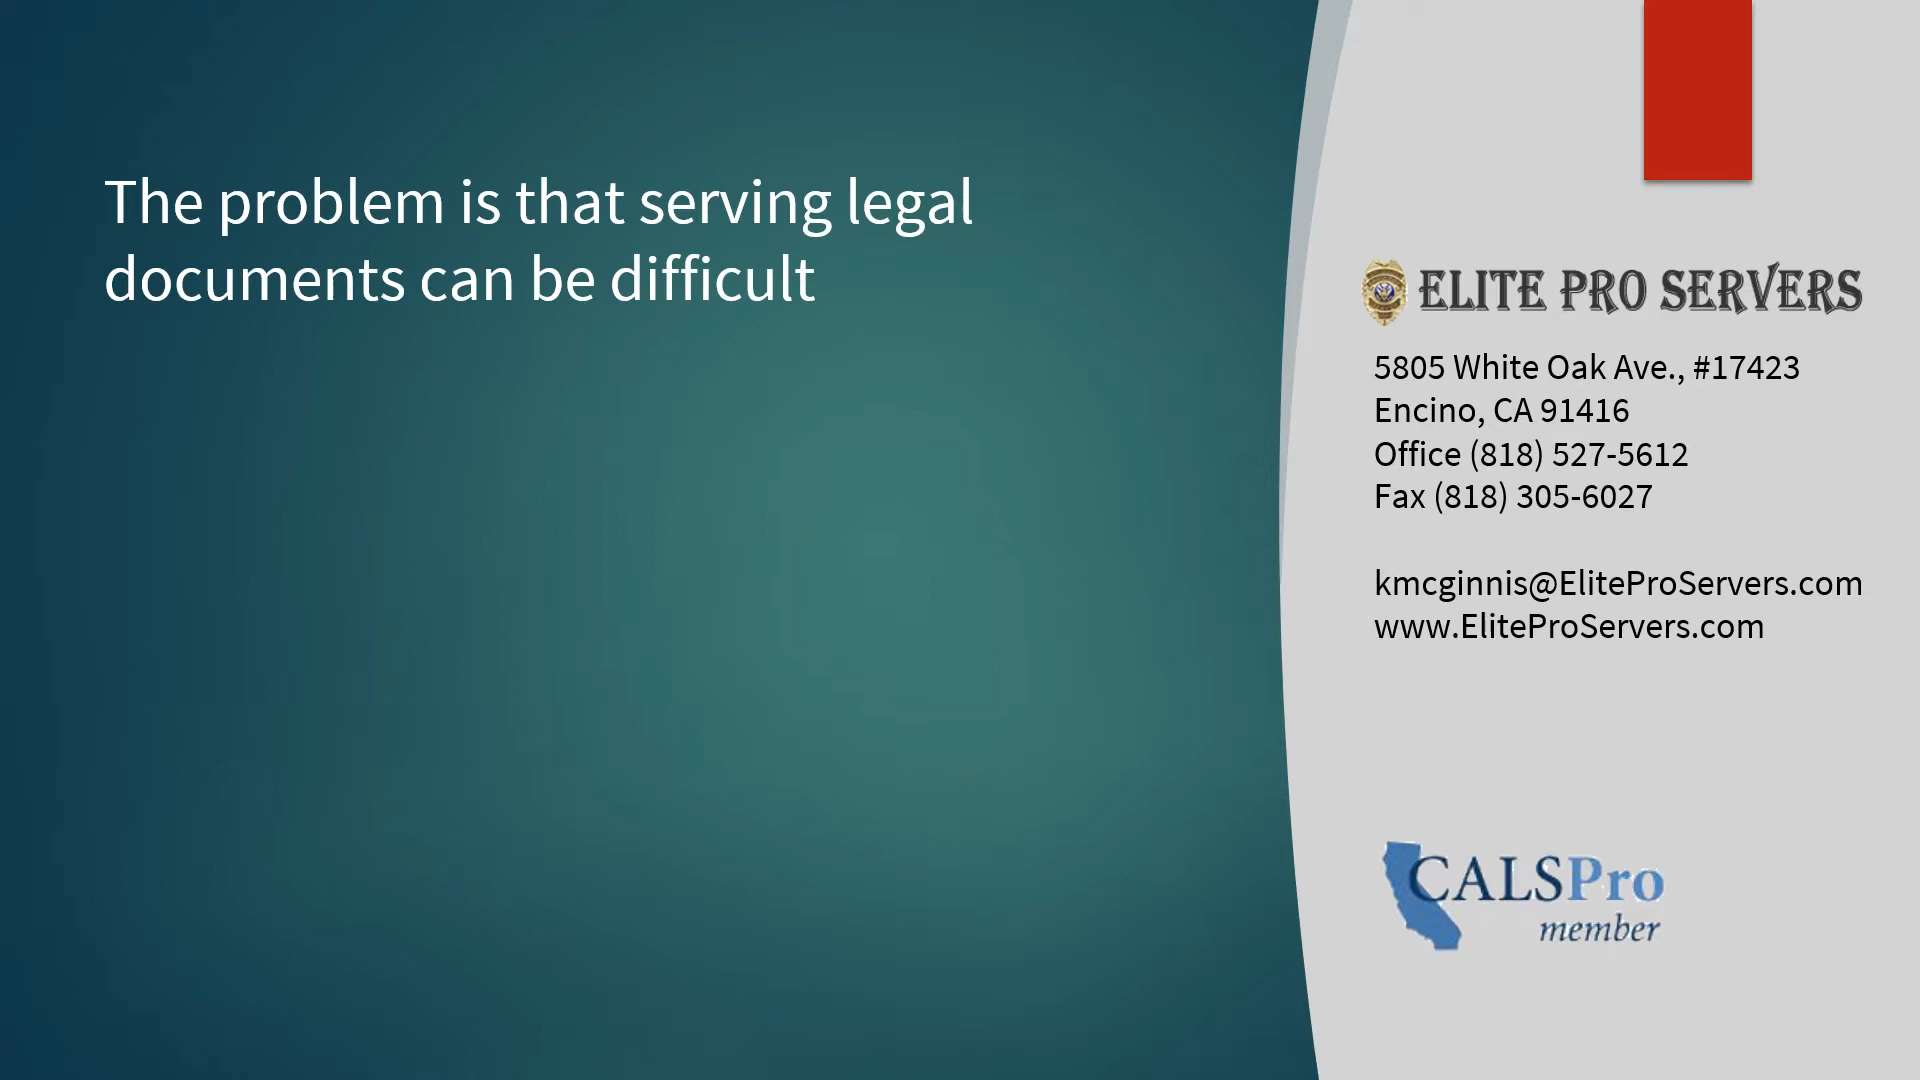 The problem is that serving legal
documents can be difficult
ELITE PRO SERVERS
5805 White Oak Ave., #17423
Encino, CA 91416
Office (818) 527-5612
Fax (818) 305-6027
kmcginnis@EliteProServers.com
www.EliteProServers.com
CALSPro
member